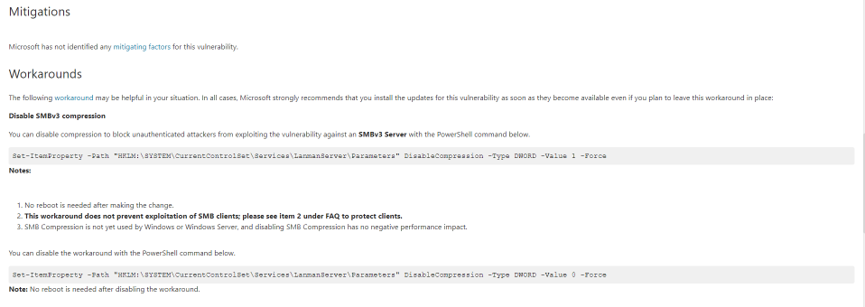 Mitigations
Microsoft has not identified any mitigating factors for this vulnerability.
Workarounds
The following workaround may be helpful in your situation. In all cases, Microsoft strongly recommends that you install the updates for this vulnerability as soon as they become available even if you plan to leave this workaround in place:
Disable SMBv3 compression
You can disable compression to block unauthenticated attackers from exploiting the vulnerability against an SMBv3 Server with the PowerShell command below.
Set-ItemProperty -Path "HKLM:\SYSTEM\CurrentControlSet\Services\LanmanServer\Parameters" DisableCompression -Type DWORD -Value 1 -Force
Notes:
1. No reboot is needed after making the change.
2. This workaround does not prevent exploitation of SMB clients; please see item 2 under FAQ to protect clients.
3. SMB Compression is not yet used by Windows or Windows Server, and disabling SMB Compression has no negative performance impact.
You can disable the workaround with the PowerShell command below.
Set-ItemProperty -Path "HKLM:\SYSTEM\CurrentControlSet\Services\LanmanServer\Parameters" DisableCompression -Type DWORD -Value 0 -Force
Note: No reboot is needed after disabling the workaround.